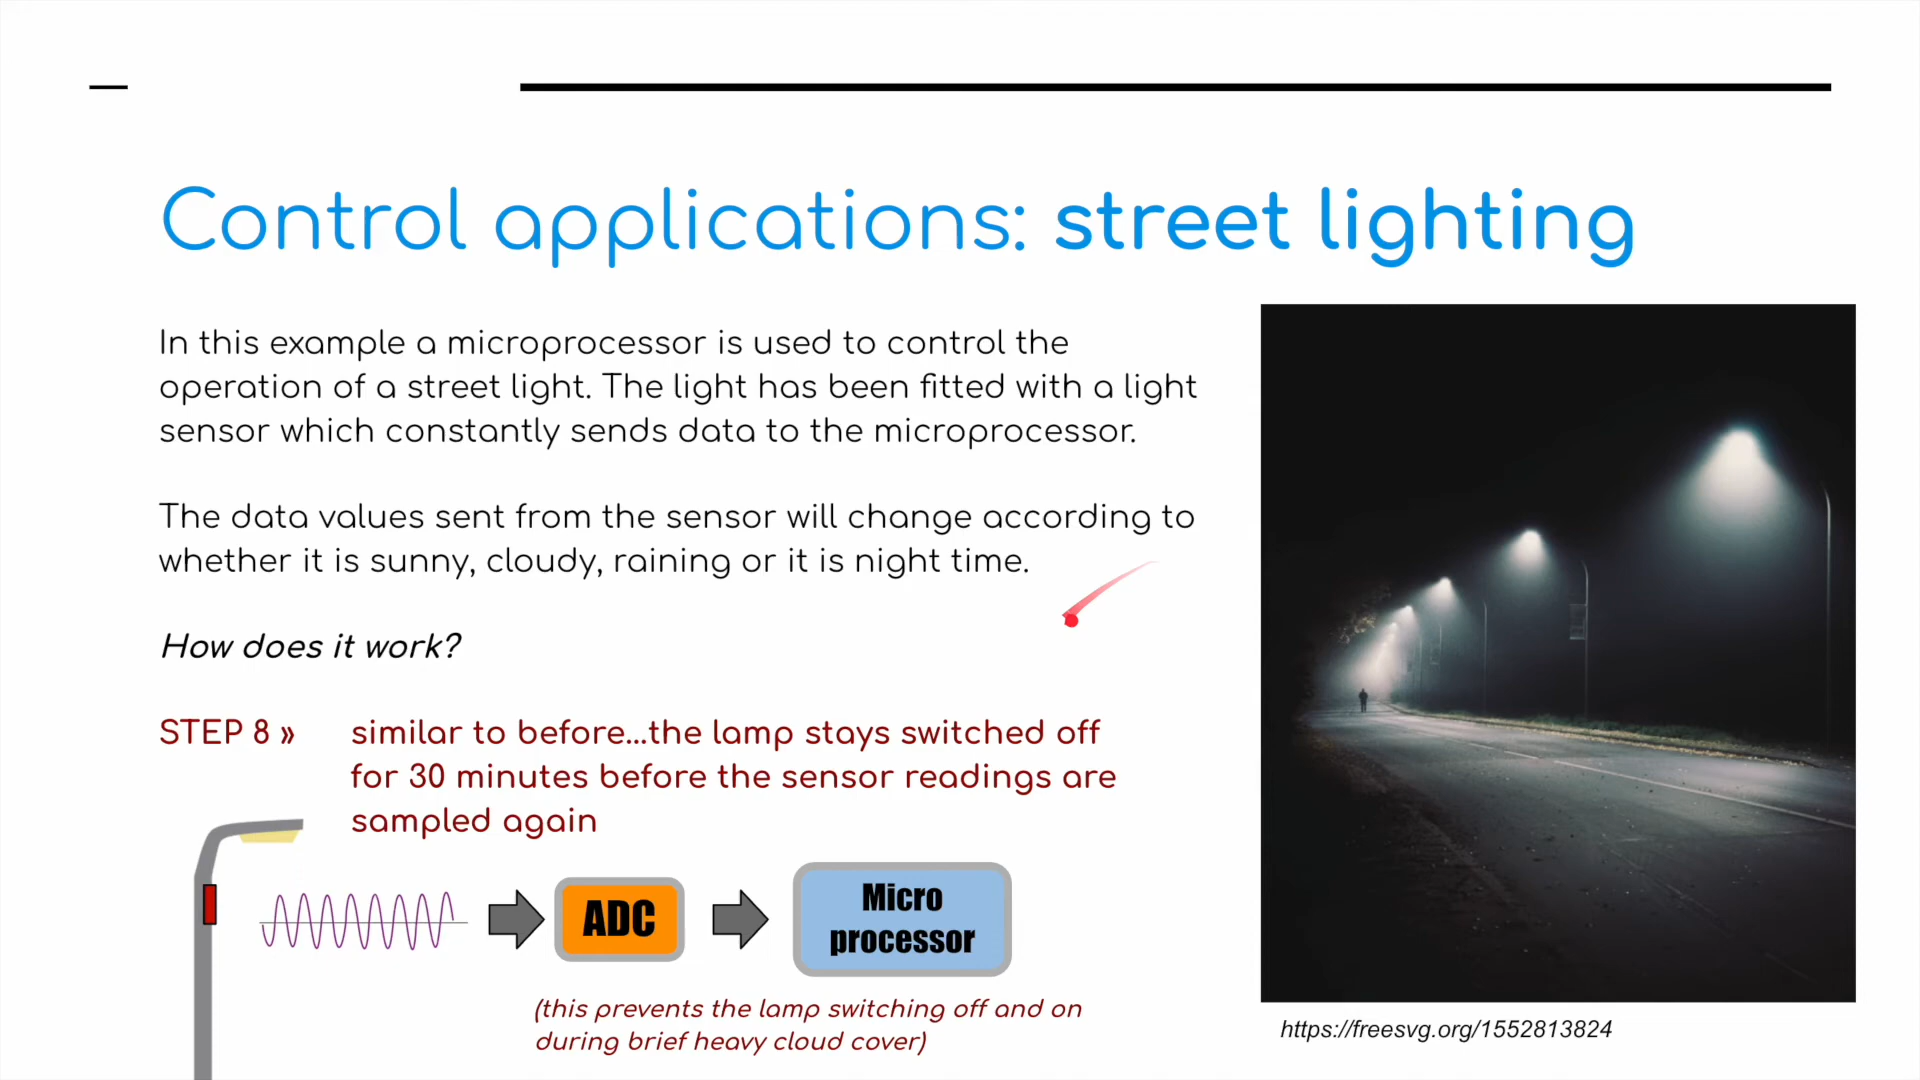 Control applications: street lighting
In this example a microprocessor is used to control the
operation of a street light. The light has been fitted with a light
sensor which constantly sends data to the microprocessor.
The data values sent from the sensor will change according to
whether it is sunny, cloudy, raining or it is night time.
How does it work?
STEP 8 » similar to before...the lamp stays switched off
for 30 minutes before the sensor readings are
sampled again
ADC
Micro
processor
(this prevents the lamp switching off and on
during brief heavy cloud cover)
https://freesvg.org/1552813824